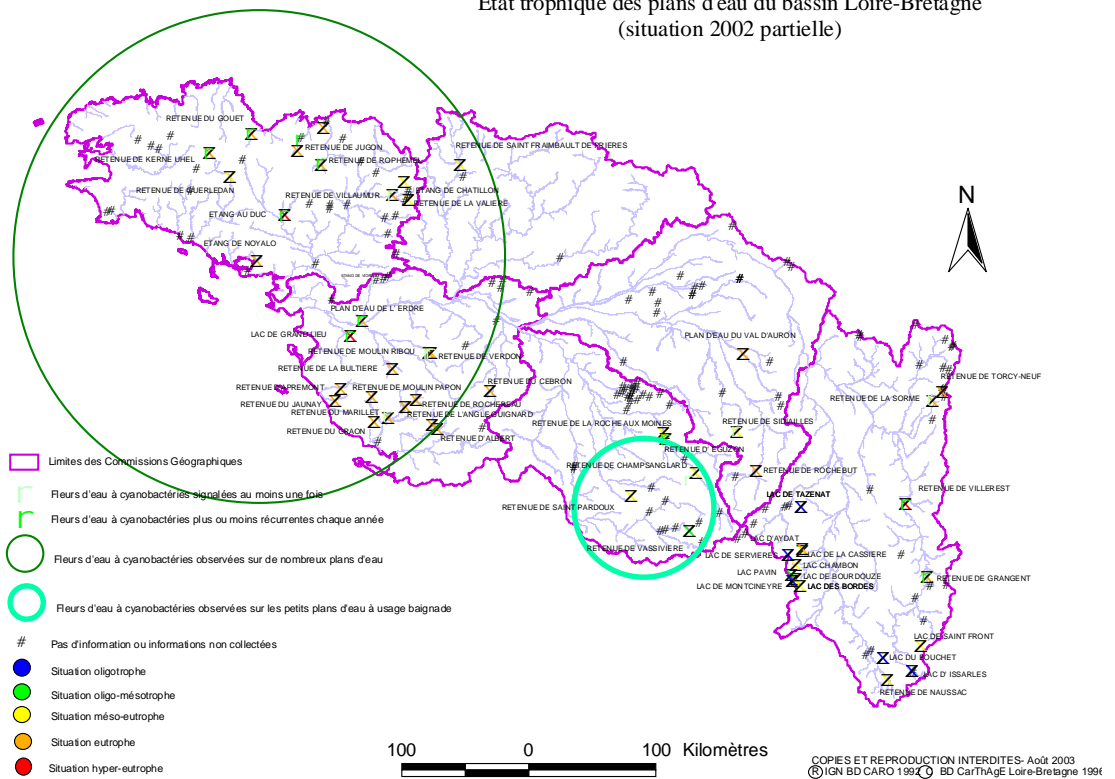 Etat trophique des plans d'eau du bassin Loire-Bretagne
(situation 2002 partielle)
N
RETENUE DU GOUET
RETENUE DE JUGON
RETENUE DE SAINT FRAIMBAULT DE PRIERES
RETENUE DE KERNE UHEL
RETENUE DE ROPHEMEL
RETENUE DE GUERLEDAN
RETENUE DE VILLAUMUR
ETANG DE CHATILLON
RETENUE DE LA VALIERE
ETANG AU DUC
ETANG DE NOYALO
PLAN D'EAU DE L' ERDRE
LAC DE GRAND LIEU
PLAN D'EAU DU VAL D'AURON
RETENUE DE MOULIN RIBOU
RETENUE DE VERDON
RETENUE DE LA BULTIERE
RETENUE DE TORCY-NEUF
RETENUE D'APREMONT
RETENUE DE MOULIN PAPON
RETENUE DU CEBRON
RETENUE DU JAUNAY
RETENUE DE ROCHEREAU
RETENUE DE LA SORME
RETENUE DU MARILLET
RETENUE DE L'ANGLE GUIGNARD
RETENUE DE LA ROCHE AUX MOINES
RETENUE DE SIDIAILLES
RETENUE DU GRAON
RETENUE D'ALBERT
RETENUE D' EGUZON
RETENUE DE CHAMPSANGLARD
RETENUE DE ROCHEBUT
RETENUE DE VILLEREST
LAC DE TAZENAT
RETENUE DE SAINT PARDOUX
LAC D'AYDAT
RETENUE DE VASSIVIERE
LAC DE SERVIERES
LAC DE LA CASSIERE
LAC CHAMBON
LAC PAVIN
LAC DE BOURDOUZE
RETENUE DE GRANGENT
LAC DE MONTCINEYRE
LAC DES BORDES
LAC DE SAINT FRONT
LAC DU BOUCHET
LAC D' ISSARLES
RETENUE DE NAUSSAC
Limites des Commissions Géographiques
r Fleurs d'eau à cyanobactéries signalées au moins une fois
r Fleurs d'eau à cyanobactéries plus ou moins récurrentes chaque année
Fleurs d'eau à cyanobactéries observées sur de nombreux plans d'eau
Fleurs d'eau à cyanobactéries observées sur les petits plans d'eau à usage baignade
# Pas d'information ou informations non collectées
Situation oligotrophe
Situation oligo-mésotrophe
Situation méso-eutrophe
Situation eutrophe
Situation hyper-eutrophe
100 0 100 Kilomètres
COPIES ET REPRODUCTION INTERDITES- Août 2003
® IGN BD CARO 1992 © BD CarThAgE Loire-Bretagne 1996